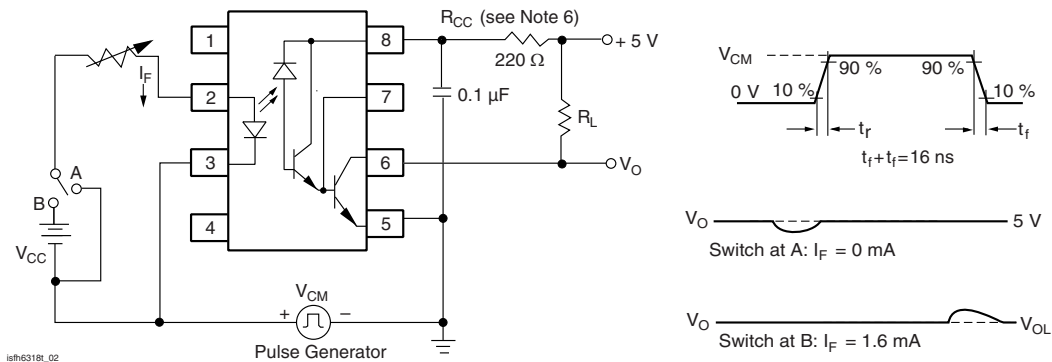 R_CC (see Note 6)
+ 5 V
220 Ω
1
2
3
4
8
7
6
5
I_F
0.1 µF
R_L
V_O
A
B
V_CC
V_CM
+
–
Pulse Generator
isfh6318t_02
V_CM
0 V
10 %
90 %
90 %
10 %
t_r
t_f
t_f+t_f=16 ns
V_O
5 V
Switch at A: I_F = 0 mA
V_O
V_OL
Switch at B: I_F = 1.6 mA